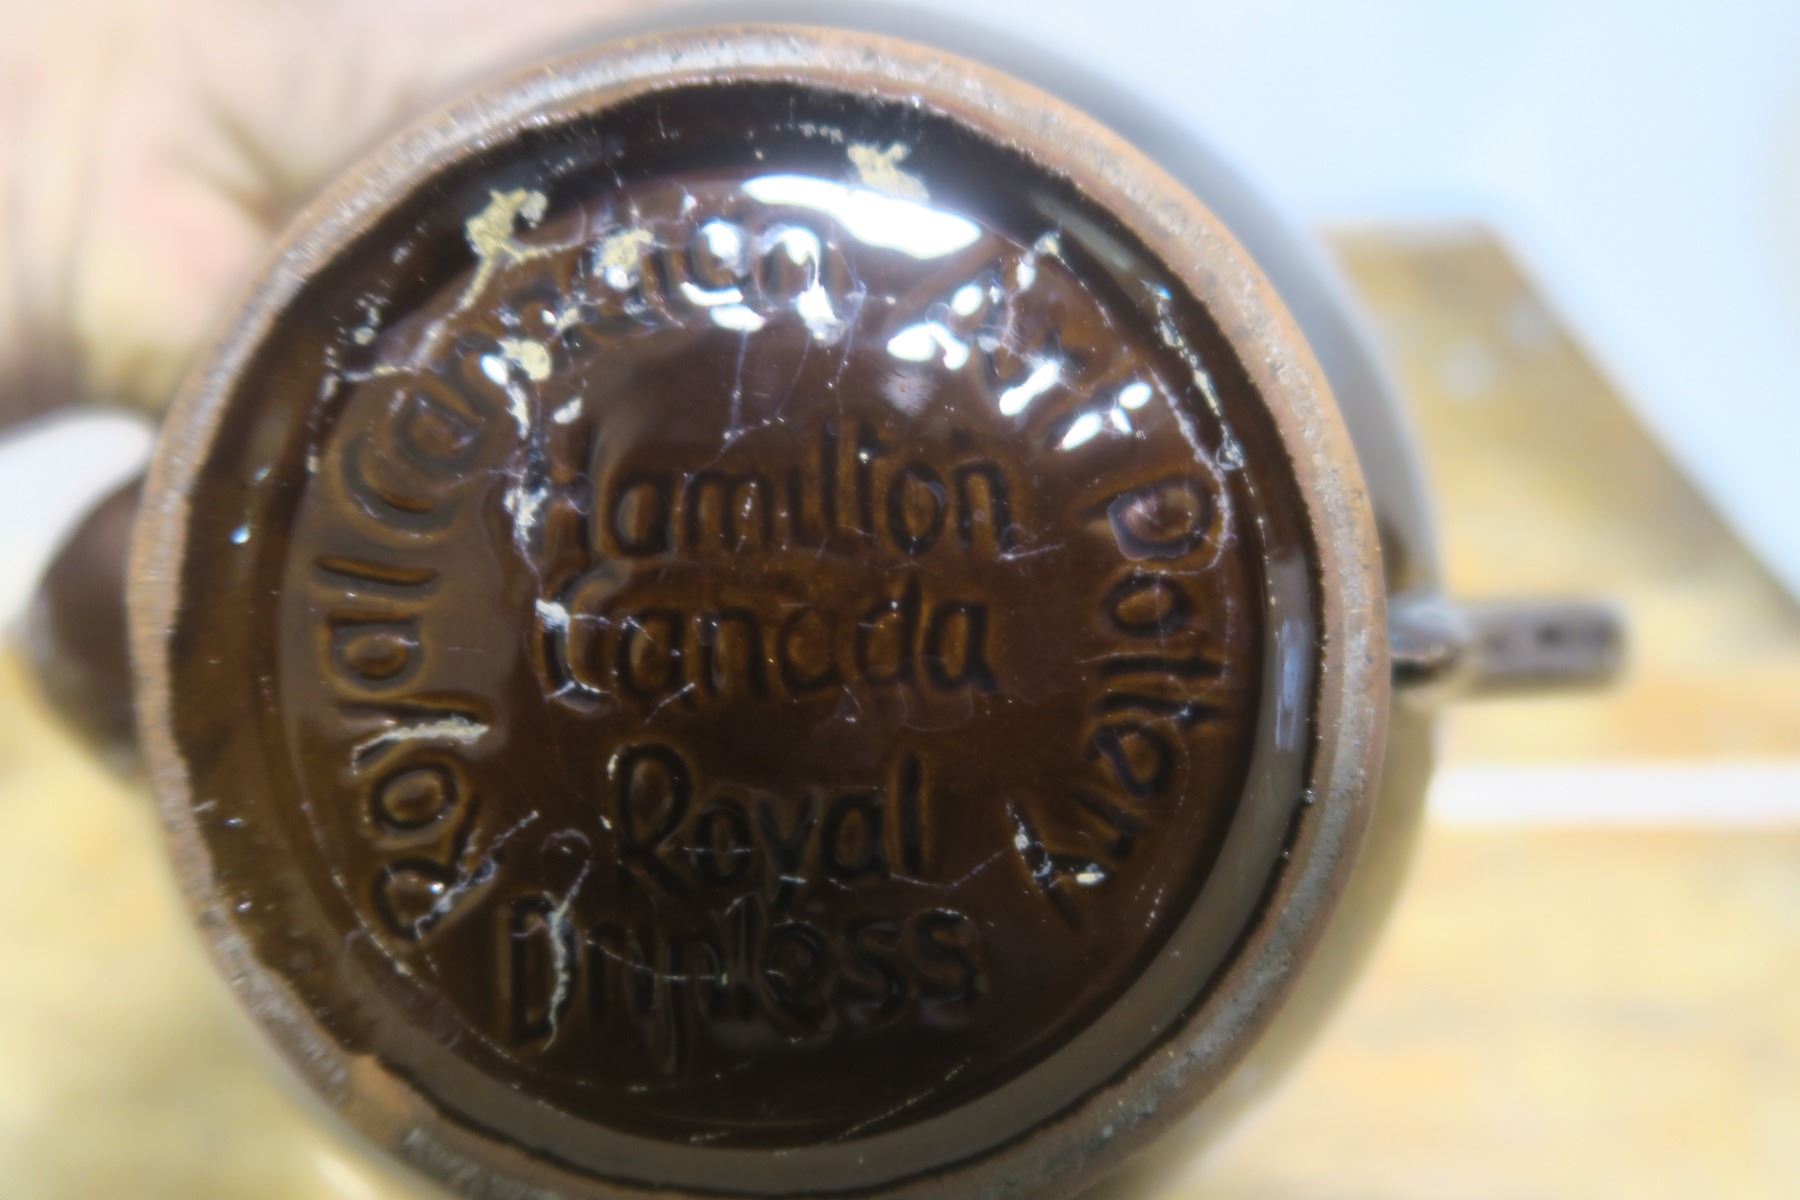 Royal Canadian Art Pottery
Hamilton
Canada
Royal
Dripless